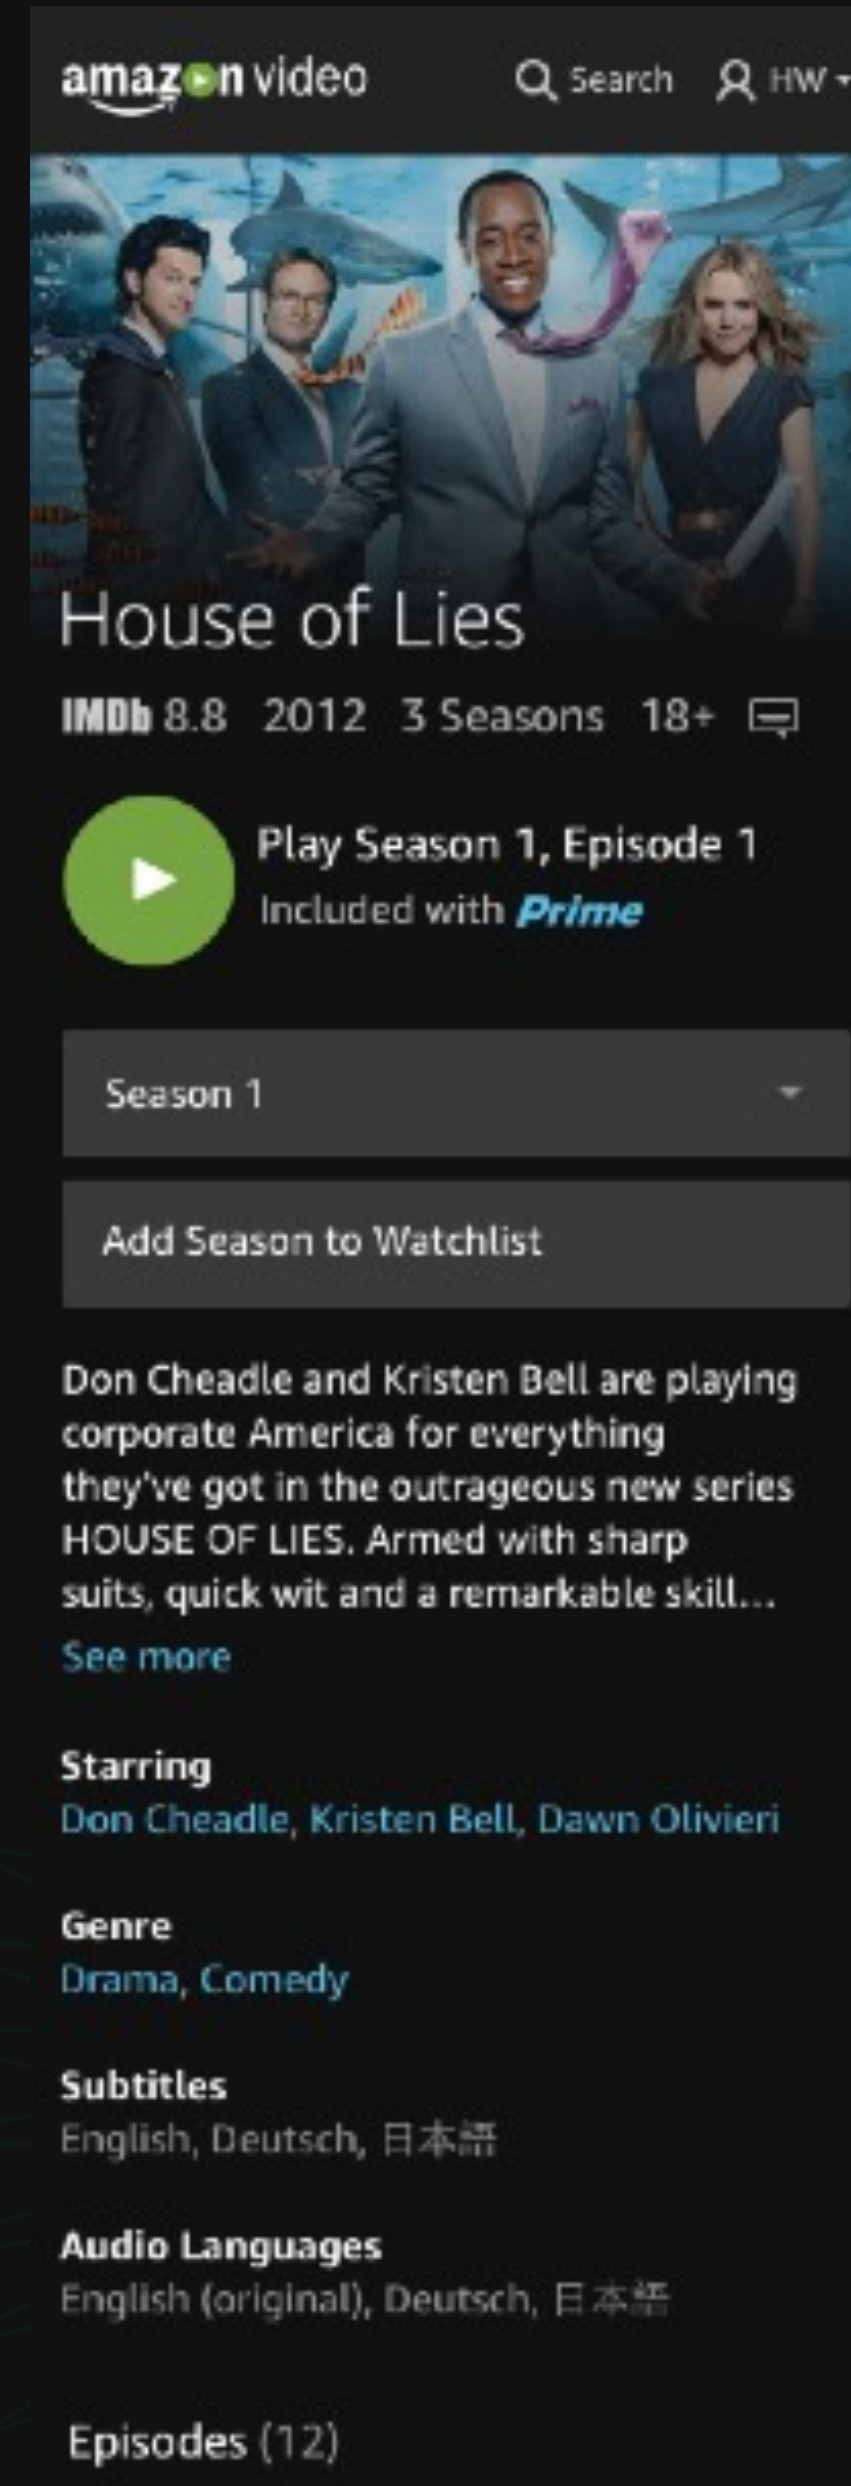 amazon video
Search
HW
House of Lies
IMDb 8.8 2012 3 Seasons 18+
Play Season 1, Episode 1
Included with Prime
Season 1
Add Season to Watchlist
Don Cheadle and Kristen Bell are playing
corporate America for everything
they've got in the outrageous new series
HOUSE OF LIES. Armed with sharp
suits, quick wit and a remarkable skill...
See more
Starring
Don Cheadle, Kristen Bell, Dawn Olivieri
Genre
Drama, Comedy
Subtitles
English, Deutsch, 日本語
Audio Languages
English (original), Deutsch, 日本語
Episodes (12)